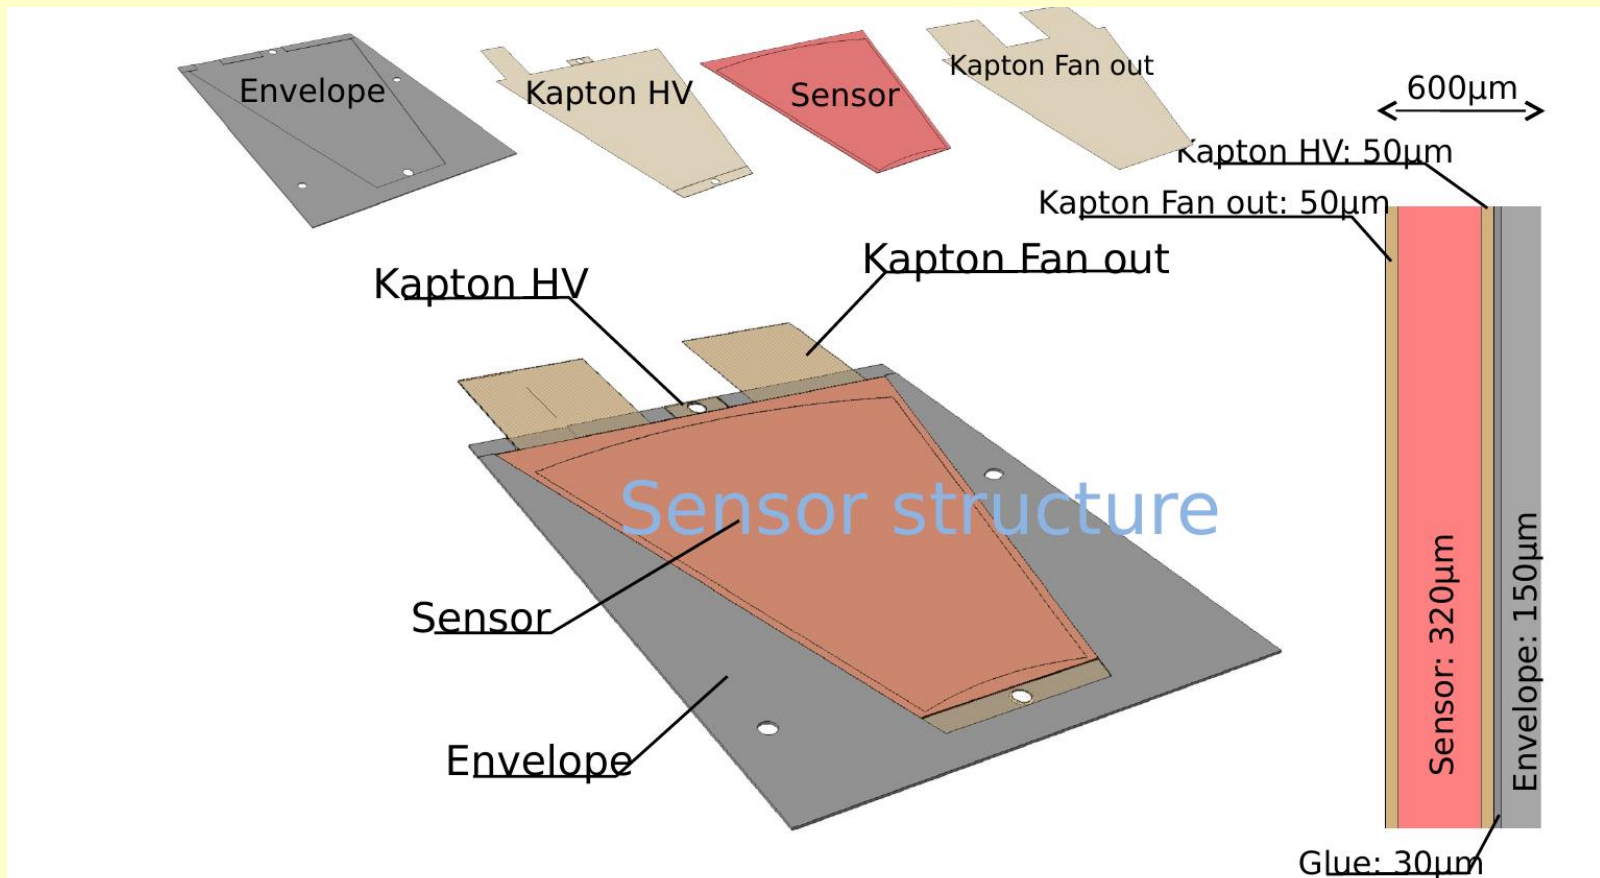 Envelope
Kapton HV
Sensor
Kapton Fan out
600µm
Kapton HV: 50µm
Kapton Fan out: 50µm
Kapton HV
Kapton Fan out
Sensor structure
Sensor
Envelope
Sensor: 320µm
Envelope: 150µm
Glue: 30µm